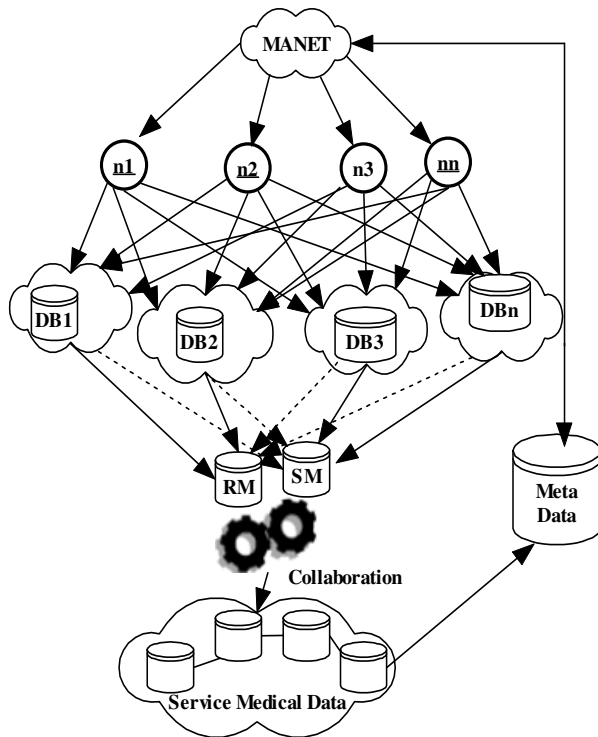 MANET
n1
n2
n3
nn
DB1
DB2
DB3
DBn
RM
SM
Meta
Data
Collaboration
Service Medical Data